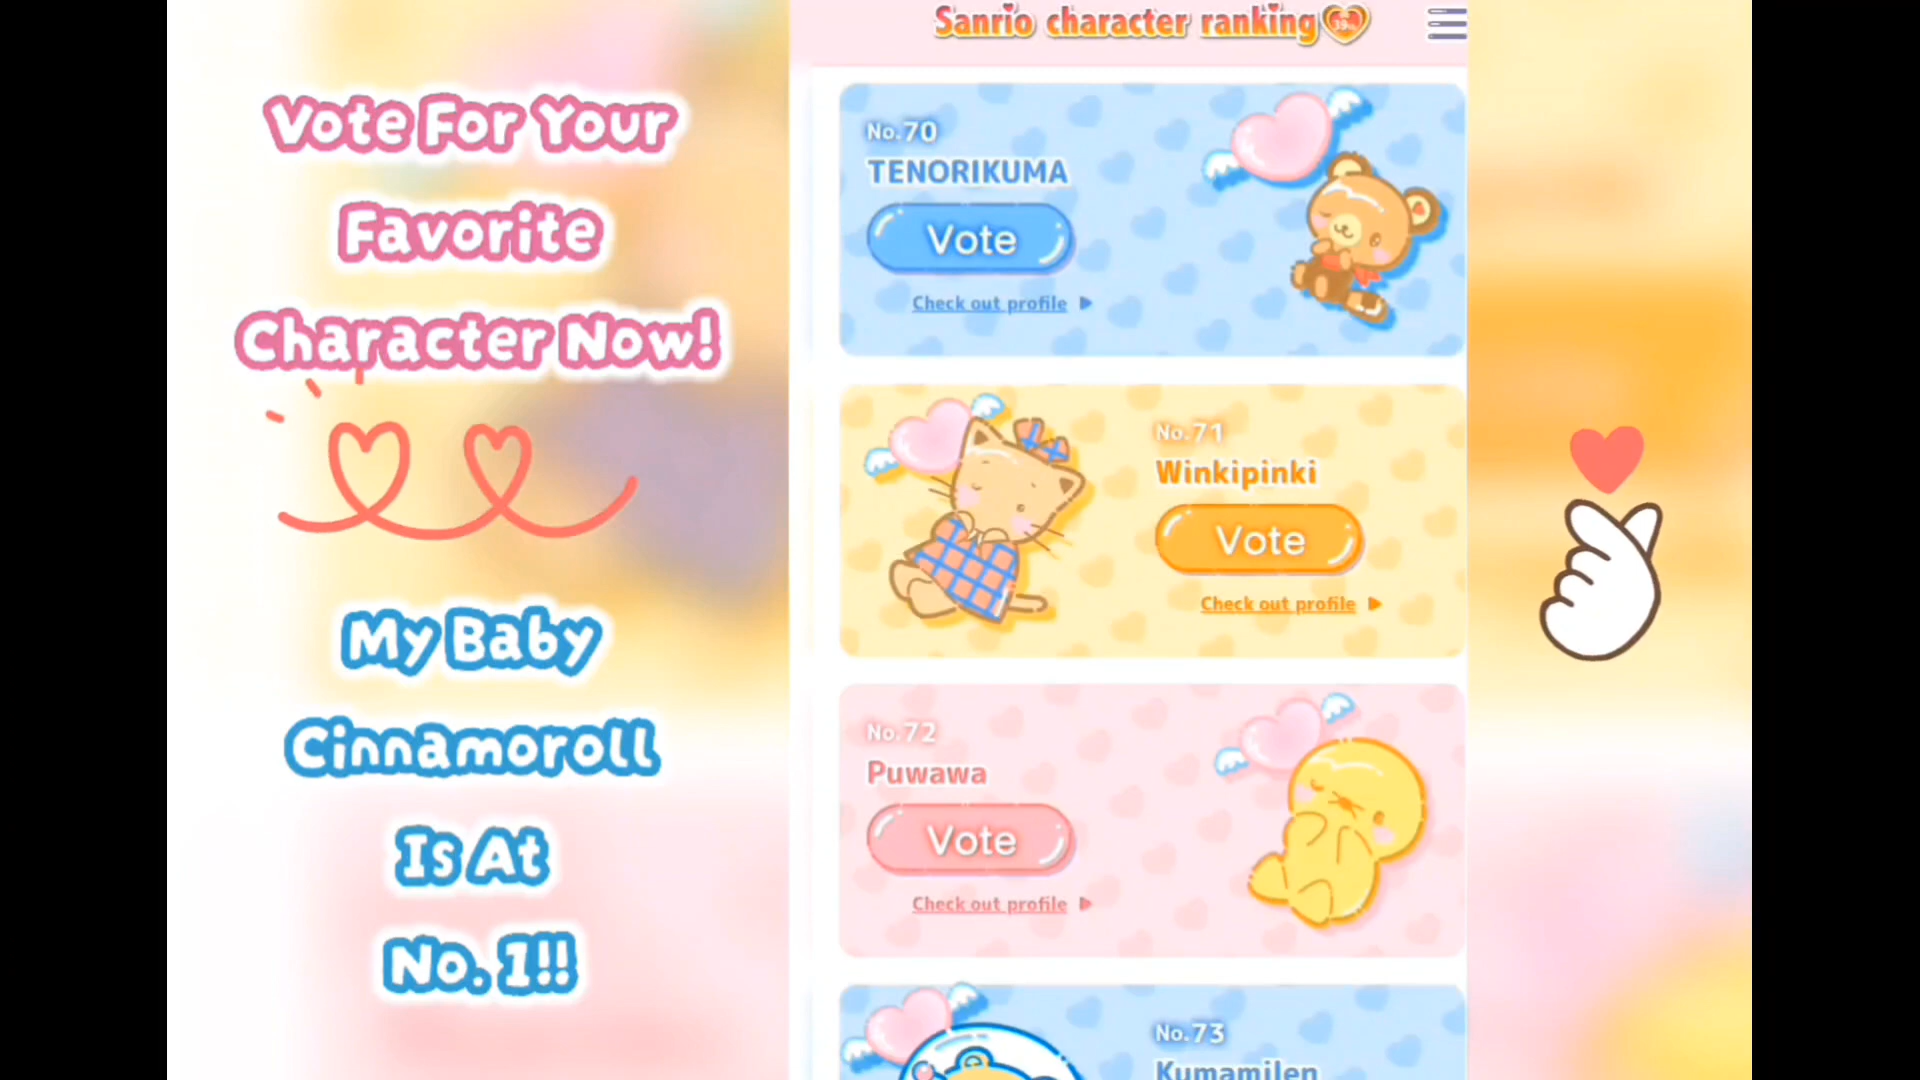 Vote For Your
Favorite
Character Now!
My Baby
Cinnamoroll
Is At
No. 1!!
Sanrio character ranking
No.70
TENORIKUMA
Vote
Check out profile
No.71
Winkipinki
Vote
Check out profile
No.72
Puwawa
Vote
Check out profile
No.73
Kumamilen